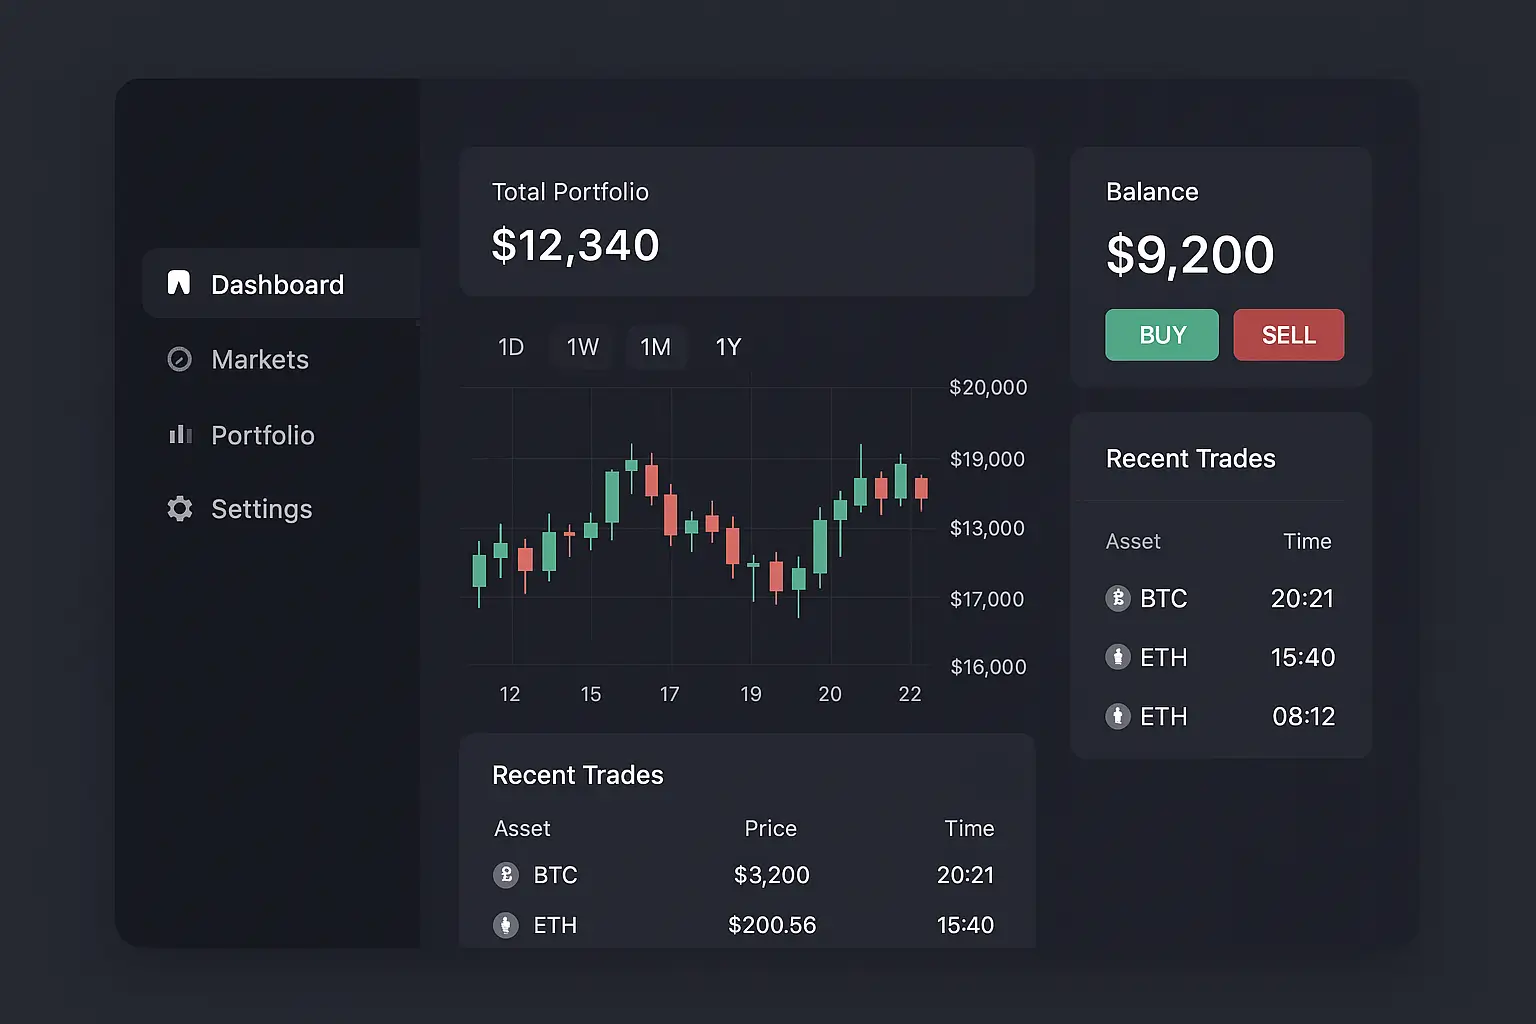 Dashboard
Markets
Portfolio
Settings
Total Portfolio
$12,340
1D 1W 1M 1Y
$20,000
$19,000
$13,000
$17,000
$16,000
12 15 17 19 20 22
Recent Trades
Asset Price Time
BTC $3,200 20:21
ETH $200.56 15:40
Balance
$9,200
BUY SELL
Recent Trades
Asset Time
BTC 20:21
ETH 15:40
ETH 08:12